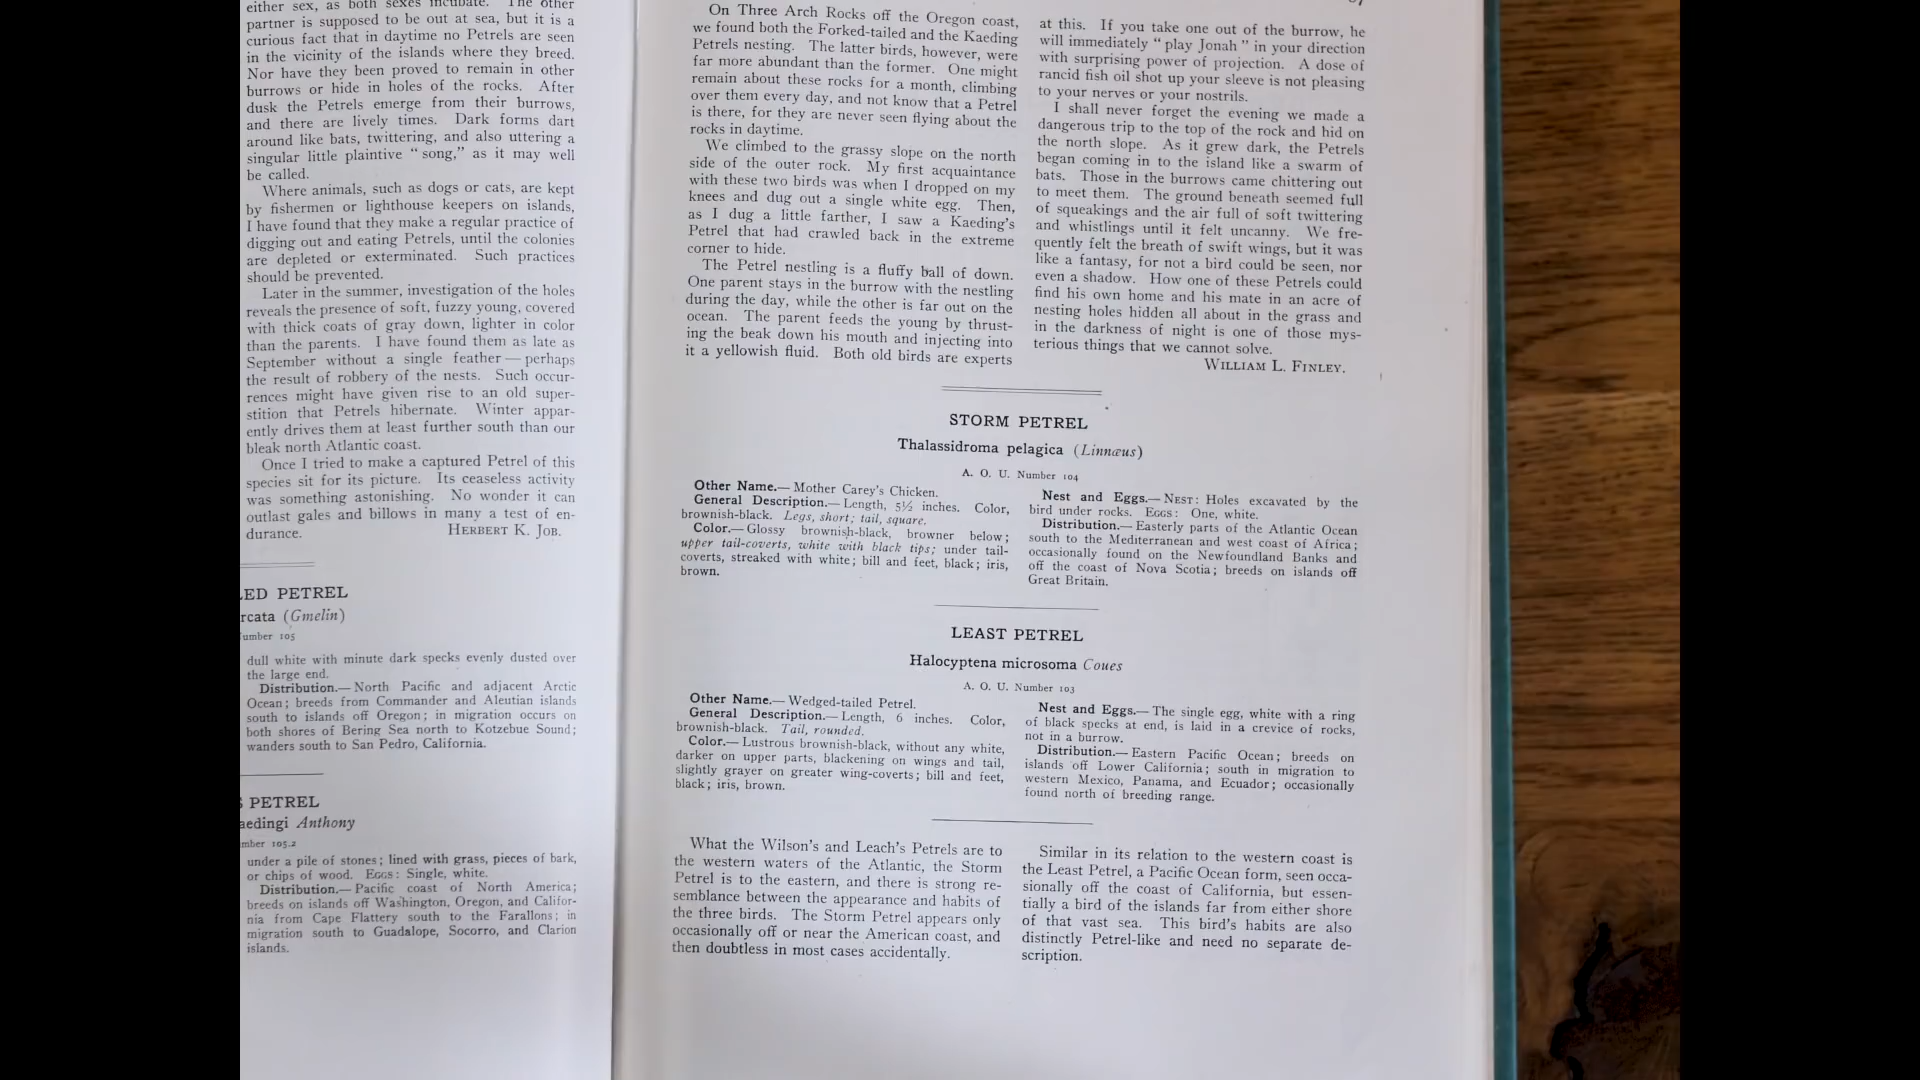 either sex, as both sexes incubate. The other
partner is supposed to be out at sea, but it is a
curious fact that in daytime no Petrels are seen
in the vicinity of the islands where they breed.
Nor have they been proved to remain in other
burrows or hide in holes of the rocks. After
dusk the Petrels emerge from their burrows,
and there are lively times. Dark forms dart
around like bats, twittering, and also uttering a
singular little plaintive “ song,” as it may well
be called.
Where animals, such as dogs or cats, are kept
by fishermen or lighthouse keepers on islands,
I have found that they make a regular practice of
digging out and eating Petrels, until the colonies
are depleted or exterminated. Such practices
should be prevented.
Later in the summer, investigation of the holes
reveals the presence of soft, fuzzy young, covered
with thick coats of gray down, lighter in color
than the parents. I have found them as late as
September without a single feather — perhaps
the result of robbery of the nests. Such occur-
rences might have given rise to an old super-
stition that Petrels hibernate. Winter appar-
ently drives them at least further south than our
bleak north Atlantic coast.
Once I tried to make a captured Petrel of this
species sit for its picture. Its ceaseless activity
was something astonishing. No wonder it can
outlast gales and billows in many a test of en-
durance. HERBERT K. JOB.
ED PETREL
rcata (Gmelin)
umber 105
dull white with minute dark specks evenly dusted over
the large end.
Distribution.— North Pacific and adjacent Arctic
Ocean; breeds from Commander and Aleutian islands
south to islands off Oregon; in migration occurs on
both shores of Bering Sea north to Kotzebue Sound;
wanders south to San Pedro, California.
PETREL
aedingi Anthony
mber 105.2
under a pile of stones; lined with grass, pieces of bark,
or chips of wood. EGGS: Single, white.
Distribution.— Pacific coast of North America;
breeds on islands off Washington, Oregon, and Califor-
nia from Cape Flattery south to the Farallons; in
migration south to Guadalope, Socorro, and Clarion
islands.
On Three Arch Rocks off the Oregon coast,
we found both the Forked-tailed and the Kaeding
Petrels nesting. The latter birds, however, were
far more abundant than the former. One might
remain about these rocks for a month, climbing
over them every day, and not know that a Petrel
is there, for they are never seen flying about the
rocks in daytime.
We climbed to the grassy slope on the north
side of the outer rock. My first acquaintance
with these two birds was when I dropped on my
knees and dug out a single white egg. Then,
as I dug a little farther, I saw a Kaeding's
Petrel that had crawled back in the extreme
corner to hide.
The Petrel nestling is a fluffy ball of down.
One parent stays in the burrow with the nestling
during the day, while the other is far out on the
ocean. The parent feeds the young by thrust-
ing the beak down his mouth and injecting into
it a yellowish fluid. Both old birds are experts
at this. If you take one out of the burrow, he
will immediately “ play Jonah ” in your direction
with surprising power of projection. A dose of
rancid fish oil shot up your sleeve is not pleasing
to your nerves or your nostrils.
I shall never forget the evening we made a
dangerous trip to the top of the rock and hid on
the north slope. As it grew dark, the Petrels
began coming in to the island like a swarm of
bats. Those in the burrows came chittering out
to meet them. The ground beneath seemed full
of squeakings and the air full of soft twittering
and whistlings until it felt uncanny. We fre-
quently felt the breath of swift wings, but it was
like a fantasy, for not a bird could be seen, nor
even a shadow. How one of these Petrels could
find his own home and his mate in an acre of
nesting holes hidden all about in the grass and
in the darkness of night is one of those mys-
terious things that we cannot solve.
WILLIAM L. FINLEY.
STORM PETREL
Thalassidroma pelagica (Linnæus)
A. O. U. Number 104
Other Name.— Mother Carey's Chicken.
General Description.— Length, 5½ inches. Color,
brownish-black. Legs, short; tail, square.
Color.— Glossy brownish-black, browner below;
upper tail-coverts, white with black tips; under tail-
coverts, streaked with white; bill and feet, black; iris,
brown.
Nest and Eggs.— NEST: Holes excavated by the
bird under rocks. EGGS: One, white.
Distribution.— Easterly parts of the Atlantic Ocean
south to the Mediterranean and west coast of Africa;
occasionally found on the Newfoundland Banks and
off the coast of Nova Scotia; breeds on islands off
Great Britain.
LEAST PETREL
Halocyptena microsoma Coues
A. O. U. Number 103
Other Name.— Wedged-tailed Petrel.
General Description.— Length, 6 inches. Color,
brownish-black. Tail, rounded.
Color.— Lustrous brownish-black, without any white,
darker on upper parts, blackening on wings and tail,
slightly grayer on greater wing-coverts; bill and feet,
black; iris, brown.
Nest and Eggs.— The single egg, white with a ring
of black specks at end, is laid in a crevice of rocks,
not in a burrow.
Distribution.— Eastern Pacific Ocean; breeds on
islands off Lower California; south in migration to
western Mexico, Panama, and Ecuador; occasionally
found north of breeding range.
What the Wilson's and Leach's Petrels are to
the western waters of the Atlantic, the Storm
Petrel is to the eastern, and there is strong re-
semblance between the appearance and habits of
the three birds. The Storm Petrel appears only
occasionally off or near the American coast, and
then doubtless in most cases accidentally.
Similar in its relation to the western coast is
the Least Petrel, a Pacific Ocean form, seen occa-
sionally off the coast of California, but essen-
tially a bird of the islands far from either shore
of that vast sea. This bird's habits are also
distinctly Petrel-like and need no separate de-
scription.